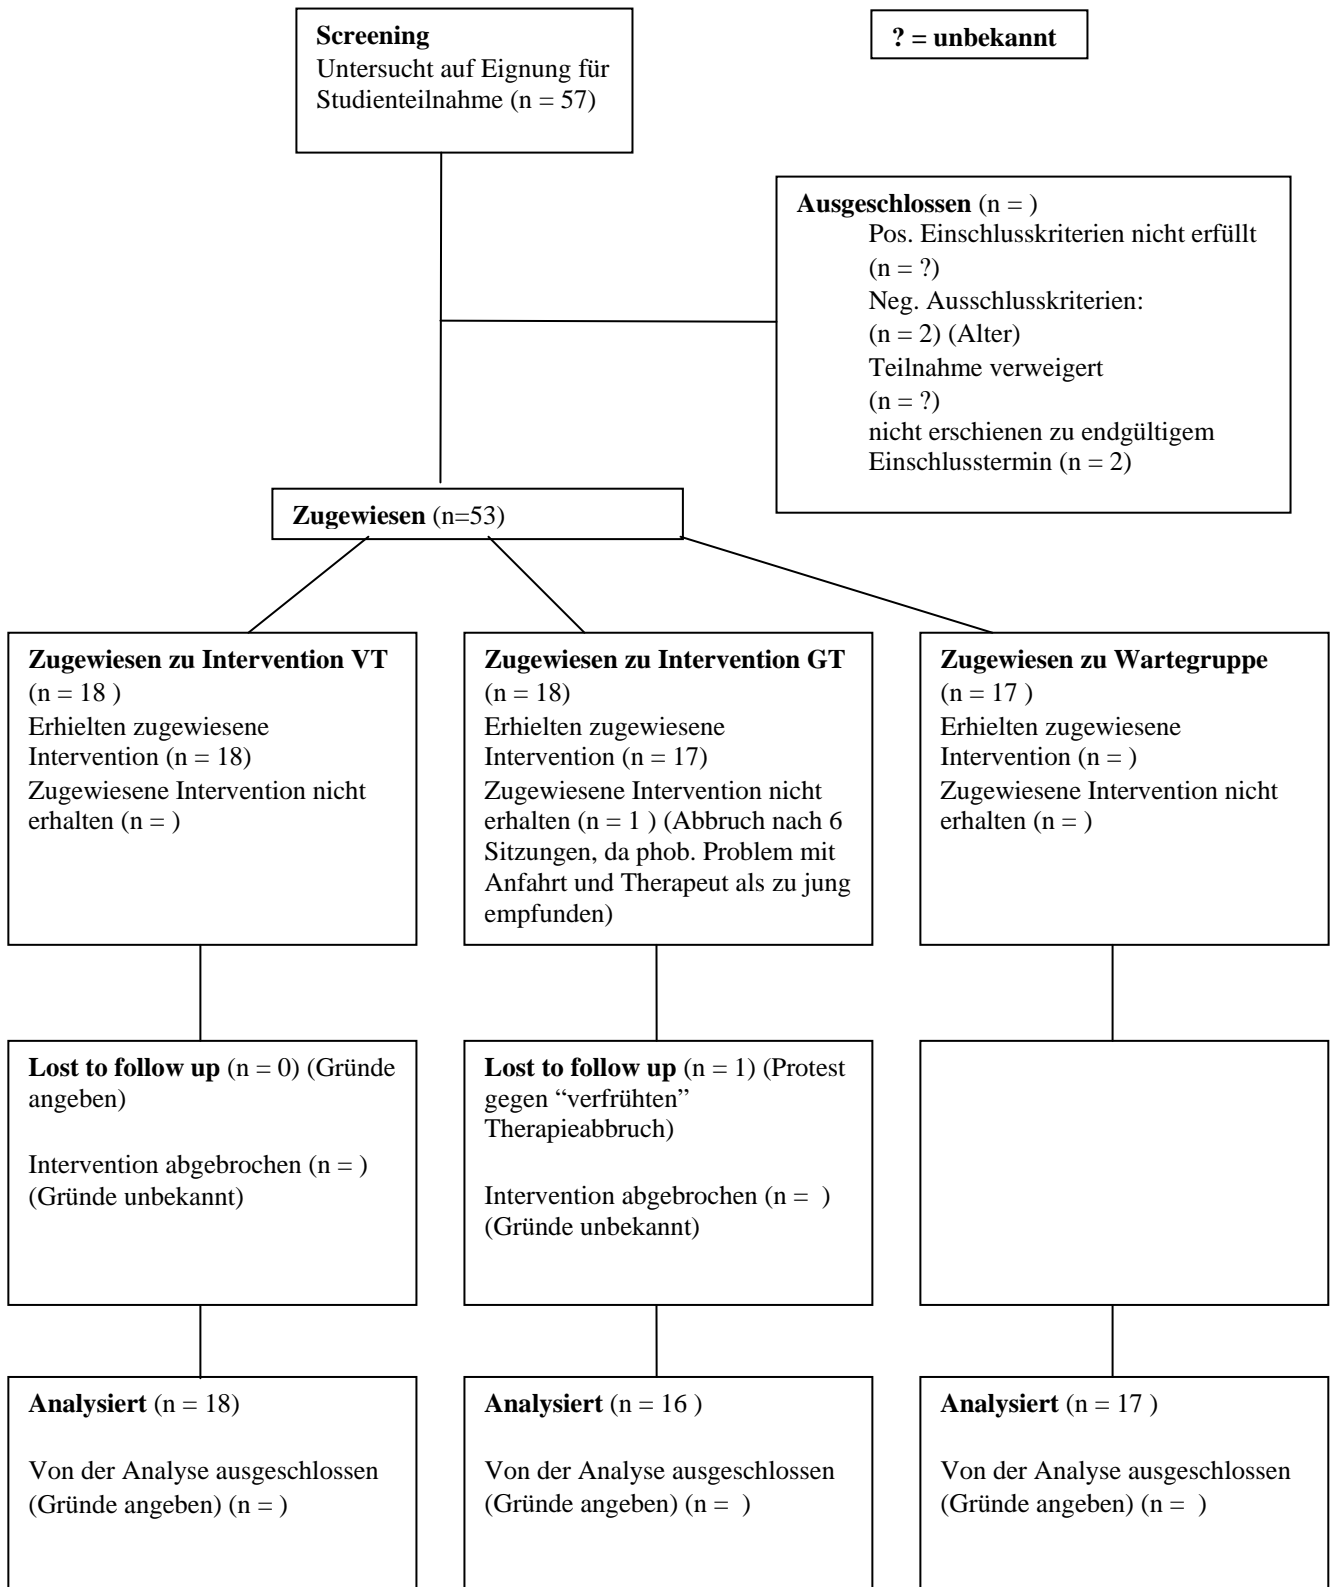 Screening
Untersucht auf Eignung für
Studienteilnahme (n = 57)
? = unbekannt
Ausgeschlossen (n = )
Pos. Einschlusskriterien nicht erfüllt
(n = ?)
Neg. Ausschlusskriterien:
(n = 2) (Alter)
Teilnahme verweigert
(n = ?)
nicht erschienen zu endgültigem
Einschlusstermin (n = 2)
Zugewiesen (n=53)
Zugewiesen zu Intervention VT
(n = 18 )
Erhielten zugewiesene
Intervention (n = 18)
Zugewiesene Intervention nicht
erhalten (n = )
Zugewiesen zu Intervention GT
(n = 18)
Erhielten zugewiesene
Intervention (n = 17)
Zugewiesene Intervention nicht
erhalten (n = 1 ) (Abbruch nach 6
Sitzungen, da phob. Problem mit
Anfahrt und Therapeut als zu jung
empfunden)
Zugewiesen zu Wartegruppe
(n = 17 )
Erhielten zugewiesene
Intervention (n = )
Zugewiesene Intervention nicht
erhalten (n = )
Lost to follow up (n = 0) (Gründe
angeben)
Intervention abgebrochen (n = )
(Gründe unbekannt)
Lost to follow up (n = 1) (Protest
gegen “verfrühten”
Therapieabbruch)
Intervention abgebrochen (n =  )
(Gründe unbekannt)
Analysiert (n = 18)
Von der Analyse ausgeschlossen
(Gründe angeben) (n = )
Analysiert (n = 16 )
Von der Analyse ausgeschlossen
(Gründe angeben) (n =  )
Analysiert (n = 17 )
Von der Analyse ausgeschlossen
(Gründe angeben) (n =  )